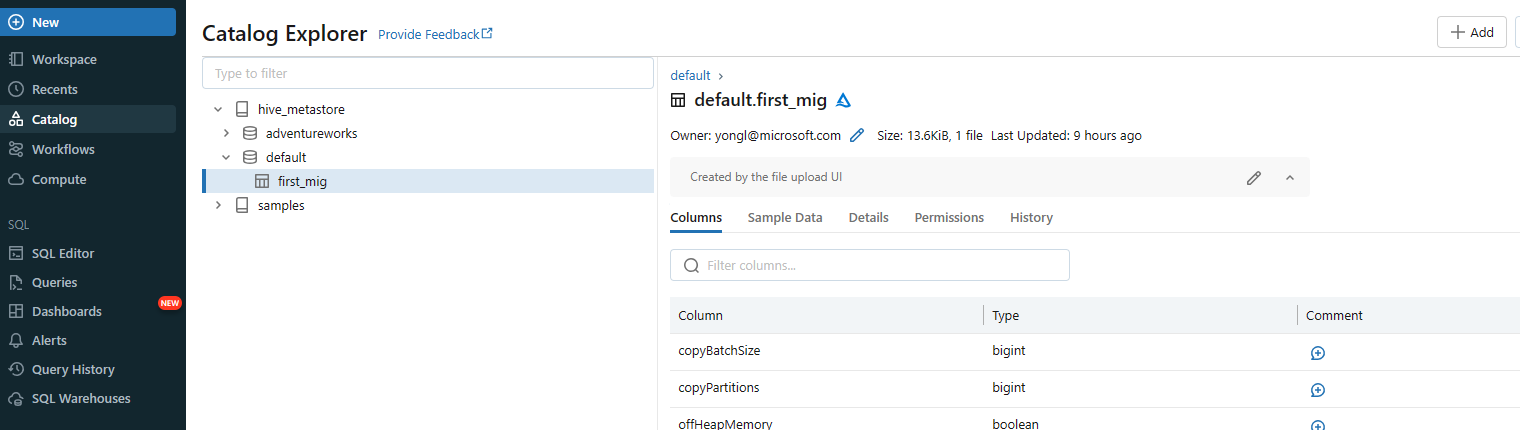 New
Workspace
Recents
Catalog
Workflows
Compute
SQL
SQL Editor
Queries
Dashboards NEW
Alerts
Query History
SQL Warehouses
Catalog Explorer Provide Feedback
Add
Type to filter
hive_metastore
adventureworks
default
first_mig
samples
default ›
default.first_mig
Owner: yongl@microsoft.com Size: 13.6KiB, 1 file Last Updated: 9 hours ago
Created by the file upload UI
Columns Sample Data Details Permissions History
Filter columns...
Column Type Comment
copyBatchSize bigint
copyPartitions bigint
offHeapMemory boolean